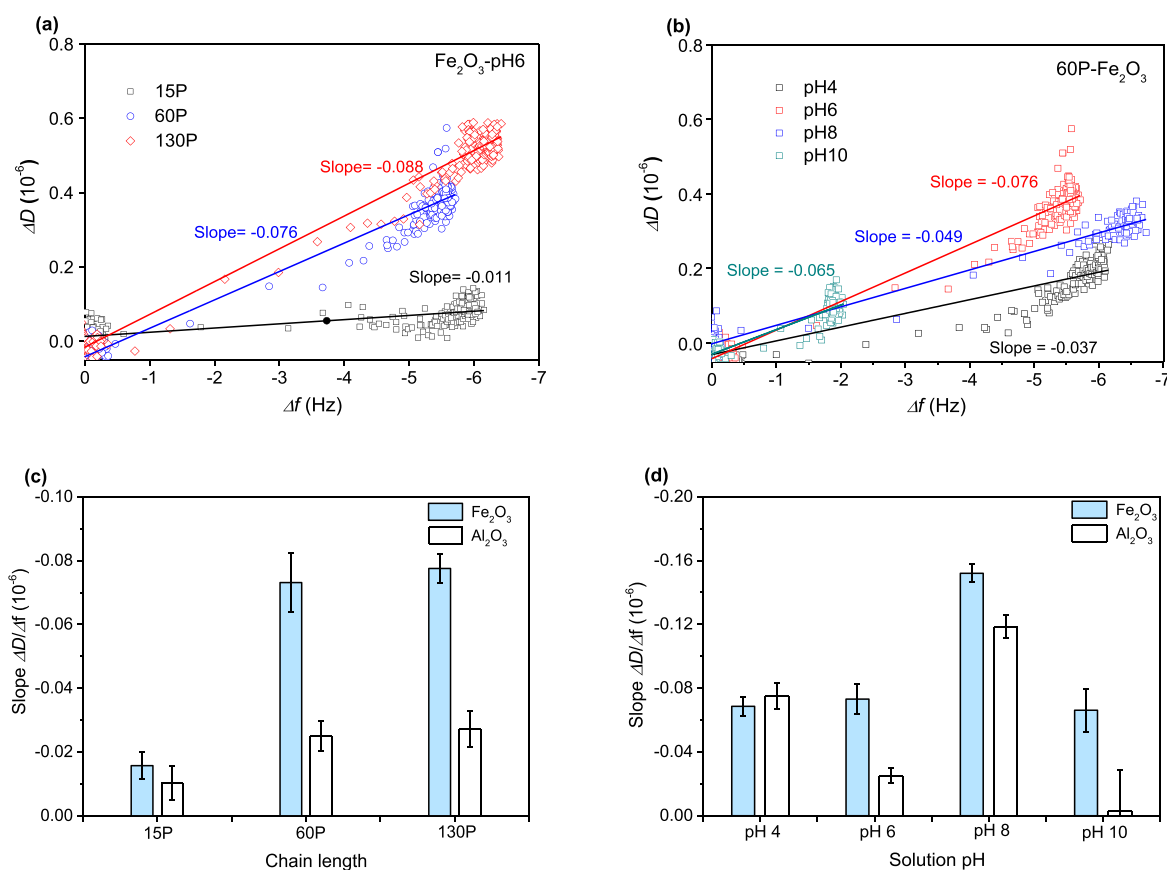 (a)
Fe2O3-pH6
15P
60P
130P
Slope= -0.088
Slope= -0.076
Slope= -0.011
0.8
0.6
0.4
0.2
0.0
ΔD (10-6)
0 -1 -2 -3 -4 -5 -6 -7
Δf (Hz)
(b)
60P-Fe2O3
pH4
pH6
pH8
pH10
Slope = -0.076
Slope = -0.049
Slope = -0.065
Slope = -0.037
0.8
0.6
0.4
0.2
0.0
ΔD (10-6)
0 -1 -2 -3 -4 -5 -6 -7
Δf (Hz)
(c)
Fe2O3
Al2O3
-0.10
-0.08
-0.06
-0.04
-0.02
0.00
Slope ΔD/Δf (10-6)
15P 60P 130P
Chain length
(d)
Fe2O3
Al2O3
-0.20
-0.16
-0.12
-0.08
-0.04
0.00
Slope ΔD/Δf (10-6)
pH 4 pH 6 pH 8 pH 10
Solution pH